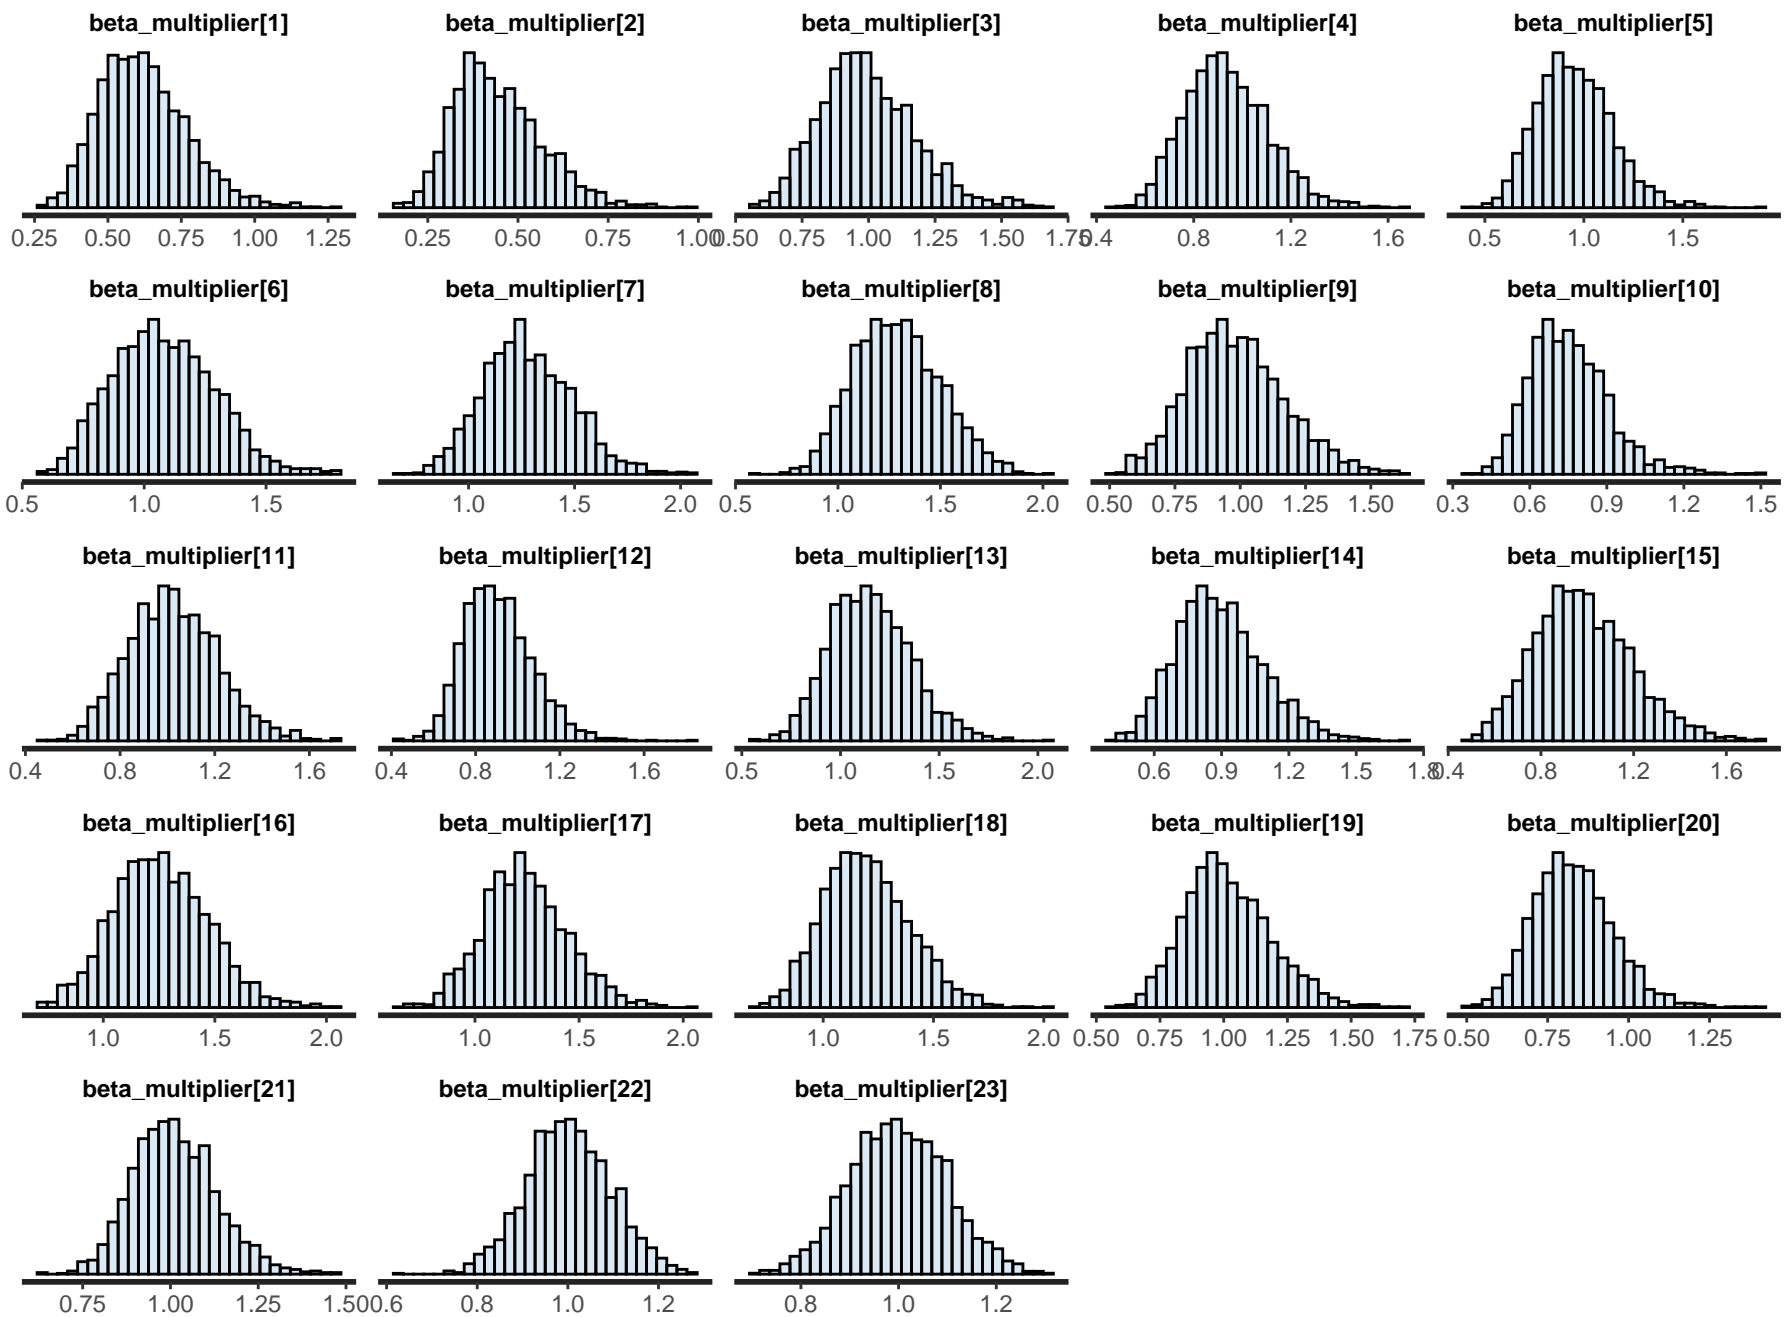 beta_multiplier[1] beta_multiplier[2] beta_multiplier[3] beta_multiplier[4] beta_multiplier[5]
0.25 0.50 0.75 1.00 1.25 0.25 0.50 0.75 1.00 0.50 0.75 1.00 1.25 1.50 1.75 0.4 0.8 1.2 1.6 0.5 1.0 1.5
beta_multiplier[6] beta_multiplier[7] beta_multiplier[8] beta_multiplier[9] beta_multiplier[10]
0.5 1.0 1.5 1.0 1.5 2.0 0.5 1.0 1.5 2.0 0.50 0.75 1.00 1.25 1.50 0.3 0.6 0.9 1.2 1.5
beta_multiplier[11] beta_multiplier[12] beta_multiplier[13] beta_multiplier[14] beta_multiplier[15]
0.4 0.8 1.2 1.6 0.4 0.8 1.2 1.6 0.5 1.0 1.5 2.0 0.6 0.9 1.2 1.5 1.8 0.4 0.8 1.2 1.6
beta_multiplier[16] beta_multiplier[17] beta_multiplier[18] beta_multiplier[19] beta_multiplier[20]
1.0 1.5 2.0 1.0 1.5 2.0 1.0 1.5 2.0 0.50 0.75 1.00 1.25 1.50 1.75 0.50 0.75 1.00 1.25
beta_multiplier[21] beta_multiplier[22] beta_multiplier[23]
0.75 1.00 1.25 1.50 0.6 0.8 1.0 1.2 0.8 1.0 1.2